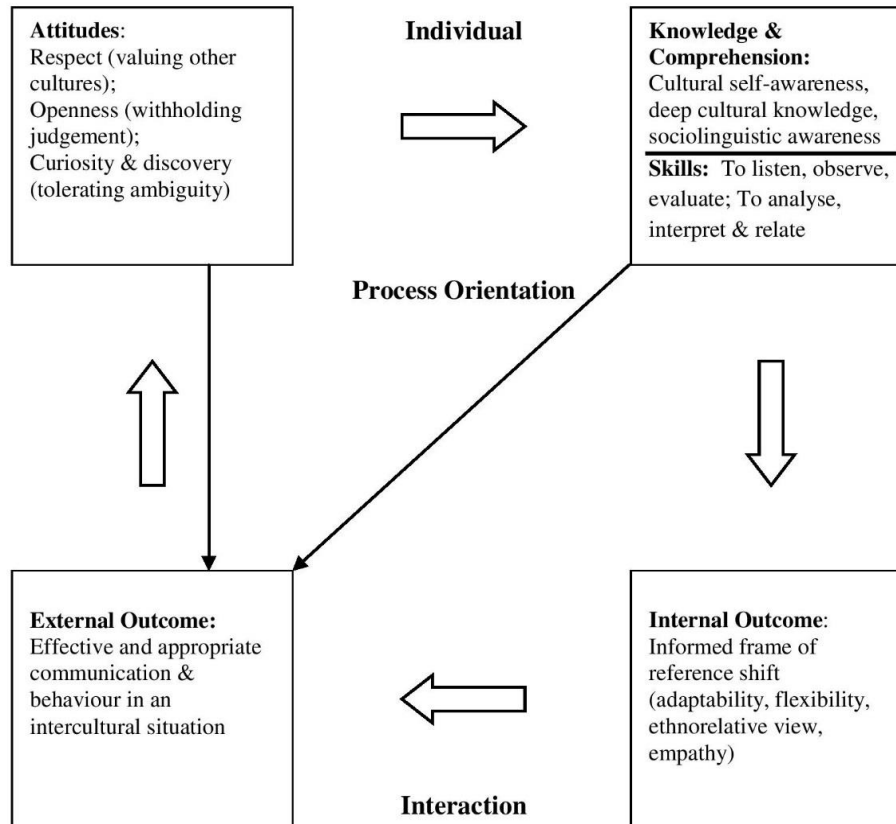 Attitudes:
Respect (valuing other
cultures);
Openness (withholding
judgement);
Curiosity & discovery
(tolerating ambiguity)
Individual
Knowledge &
Comprehension:
Cultural self-awareness,
deep cultural knowledge,
sociolinguistic awareness
Skills: To listen, observe,
evaluate; To analyse,
interpret & relate
Process Orientation
External Outcome:
Effective and appropriate
communication &
behaviour in an
intercultural situation
Internal Outcome:
Informed frame of
reference shift
(adaptability, flexibility,
ethnorelative view,
empathy)
Interaction